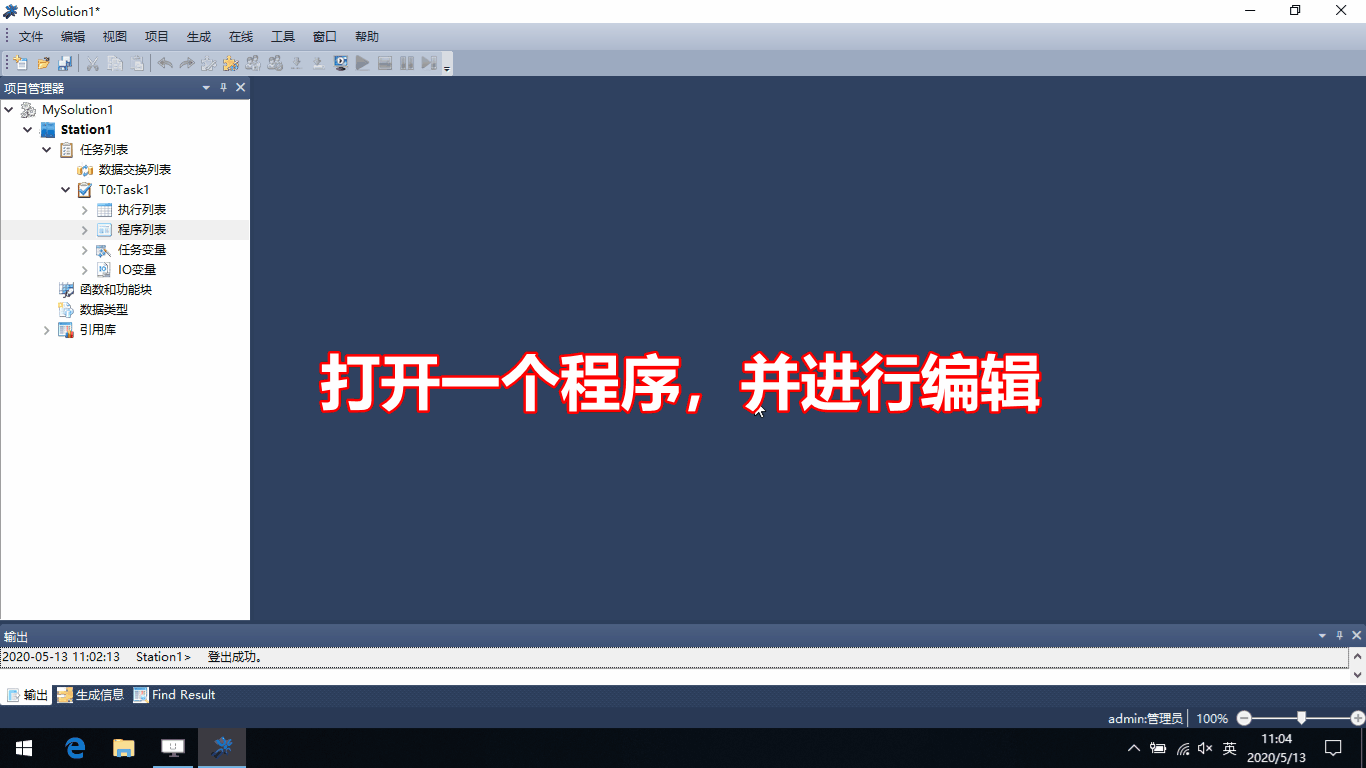 MySolution1*
文件 编辑 视图 项目 生成 在线 工具 窗口 帮助
项目管理器
MySolution1
Station1
任务列表
数据交换列表
T0:Task1
执行列表
程序列表
任务变量
IO变量
函数和功能块
数据类型
引用库
打开一个程序，并进行编辑
输出
2020-05-13 11:02:13 Station1> 登出成功。
输出 生成信息 Find Result
admin:管理员 100%
英
11:04
2020/5/13